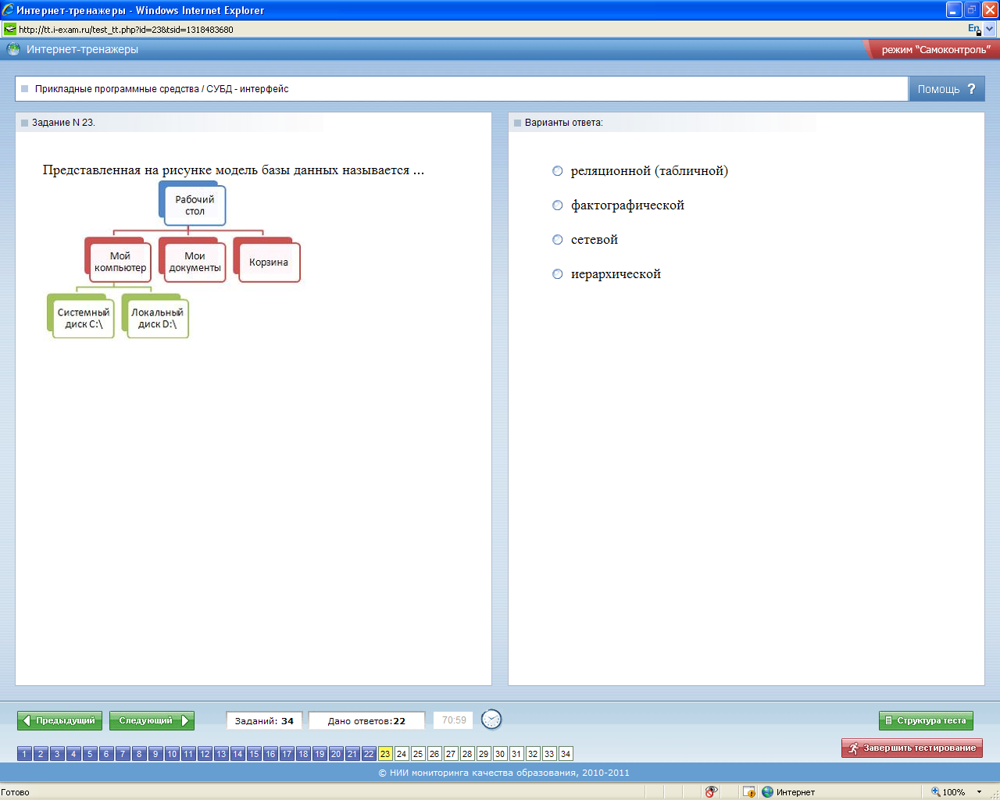 Интернет-тренажеры - Windows Internet Explorer
http://tt.i-exam.ru/test_tt.php?id=23&tsid=1318483680
En
Интернет-тренажеры
режим "Самоконтроль"
Прикладные программные средства / СУБД - интерфейс
Помощь ?
Задание N 23.
Варианты ответа:
Представленная на рисунке модель базы данных называется ...
Рабочий
стол
Мой
компьютер
Мои
документы
Корзина
Системный
диск C:\
Локальный
диск D:\
реляционной (табличной)
фактографической
сетевой
иерархической
Предыдущий
Следующий
Заданий: 34
Дано ответов:22
70:59
Структура теста
1 2 3 4 5 6 7 8 9 10 11 12 13 14 15 16 17 18 19 20 21 22 23 24 25 26 27 28 29 30 31 32 33 34
Завершить тестирование
© НИИ мониторинга качества образования, 2010-2011
Готово
Интернет
100%